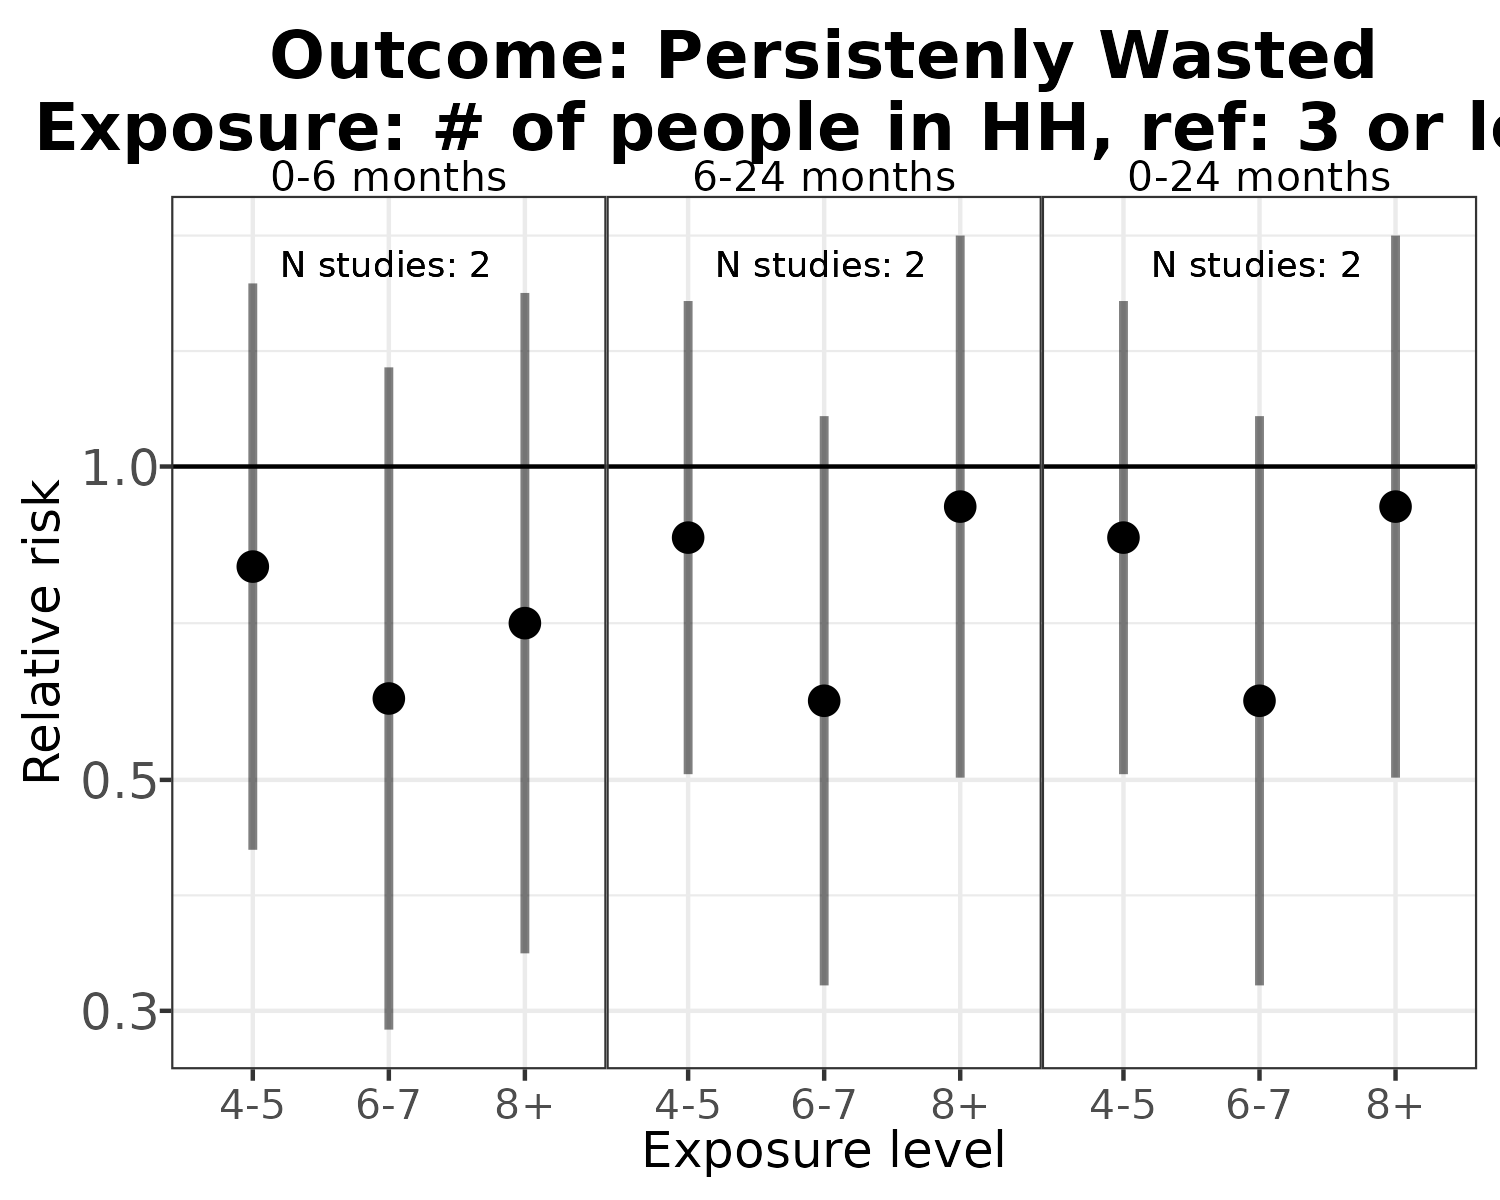 Outcome: Persistenly Wasted
Exposure: # of people in HH, ref: 3 or
0-6 months 6-24 months 0-24 months
N studies: 2 N studies: 2 N studies: 2
Relative risk
1.0
0.5
0.3
4-5 6-7 8+ 4-5 6-7 8+ 4-5 6-7 8+
Exposure level